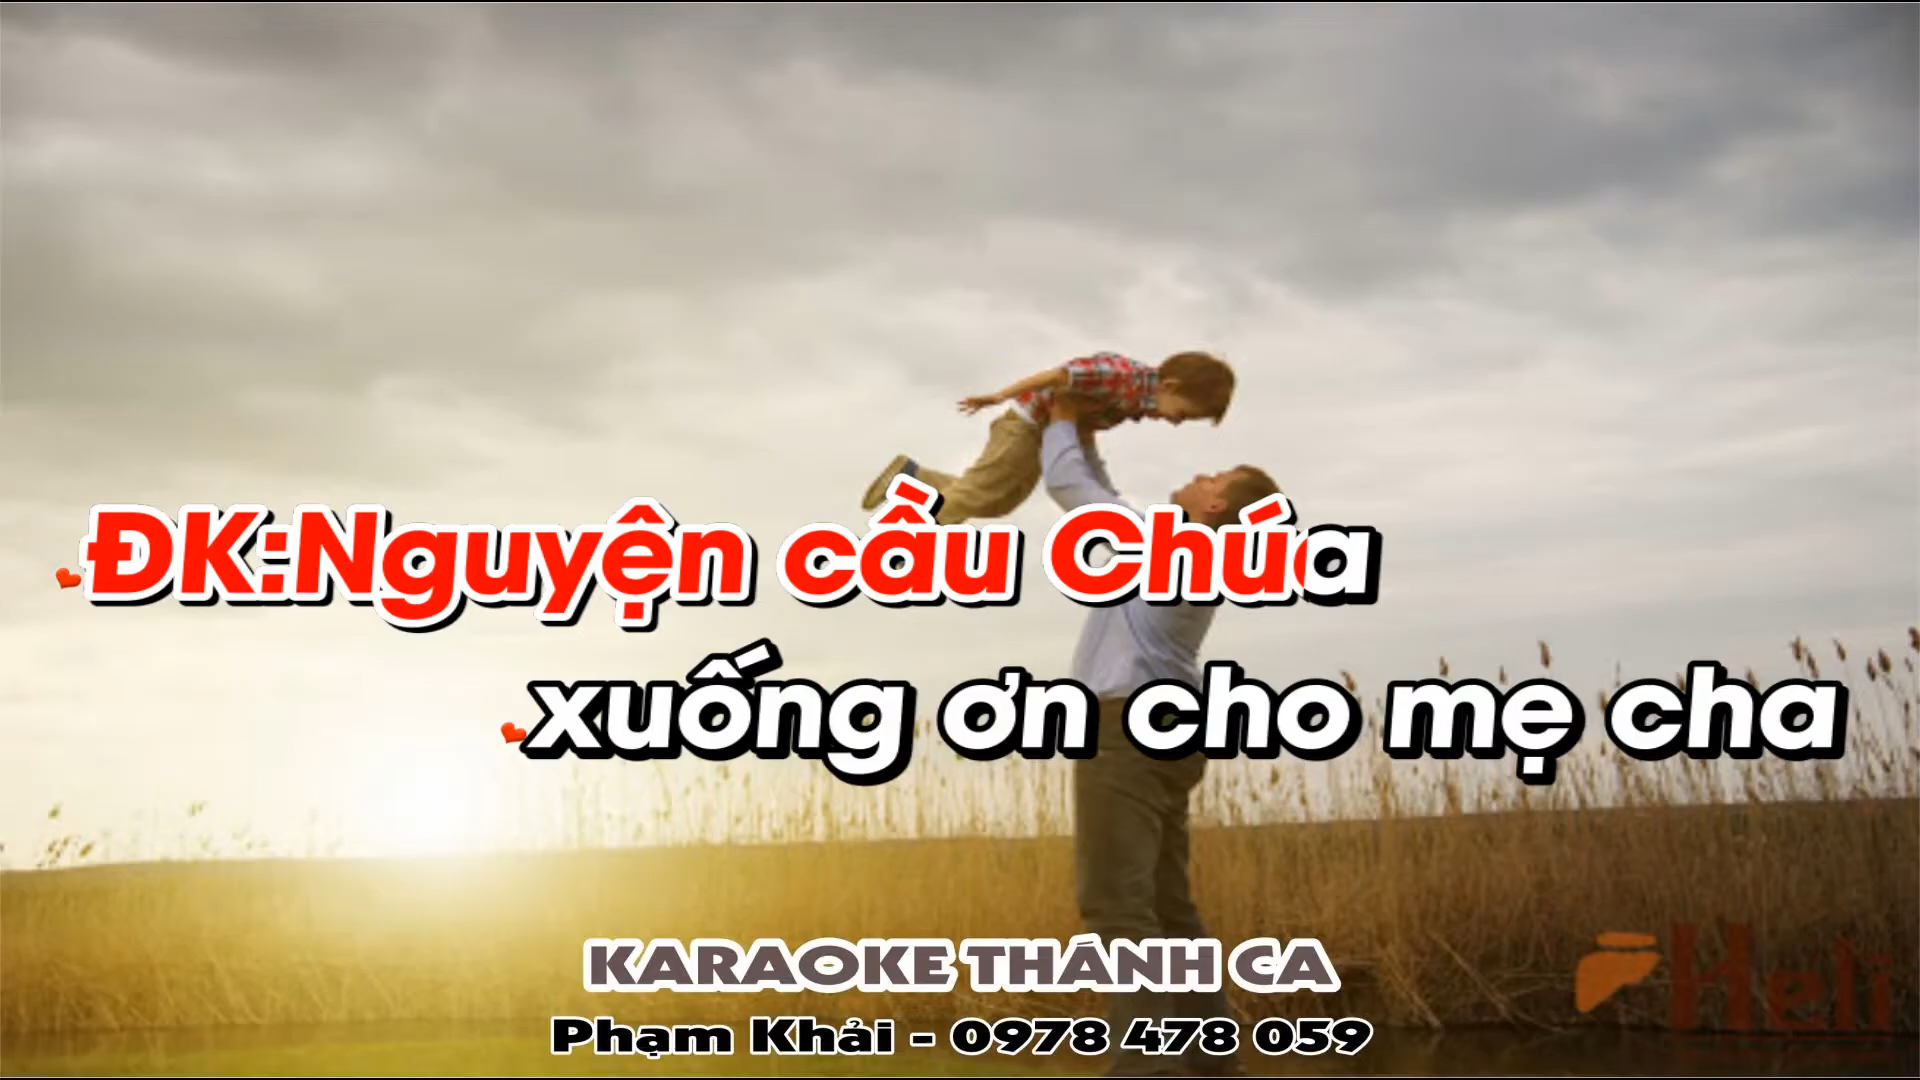 ĐK:Nguyện cầu Chúa
xuống ơn cho mẹ cha
KARAOKE THÁNH CA
Phạm Khải - 0978 478 059
Heli